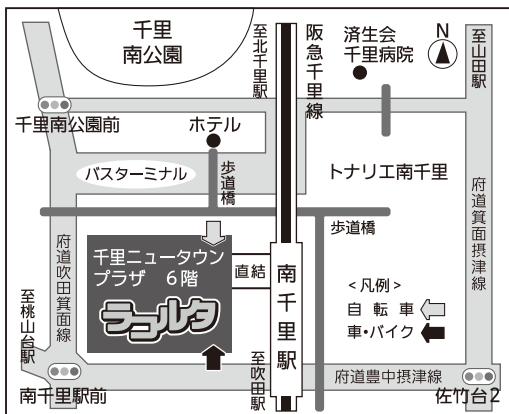 千里
南公園
至北千里駅
阪急千里線
済生会
千里病院
N
至山田駅
千里南公園前
ホテル
バスターミナル
歩道橋
トナリエ南千里
府道箕面摂津線
歩道橋
府道吹田箕面線
千里ニュータウン
プラザ 6階
ラコルタ
直結
南千里駅
<凡例>
自転車
車・バイク
至桃山台駅
南千里駅前
至吹田駅
府道豊中摂津線
佐竹台2